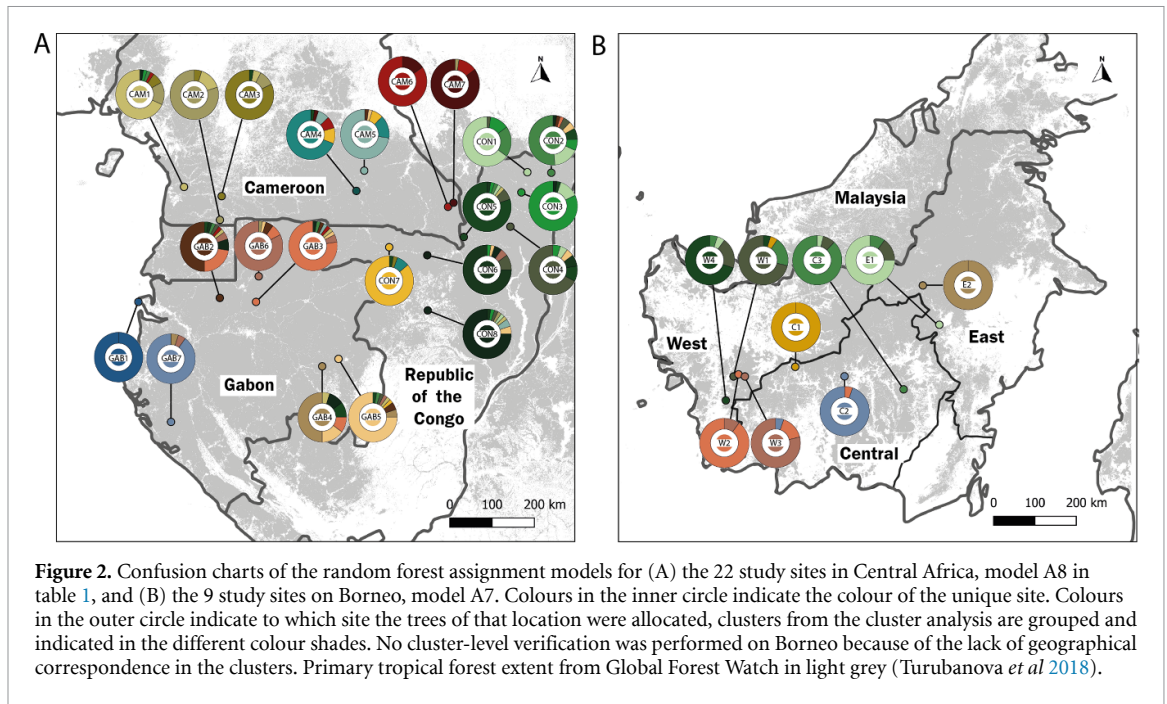 A
B
N
N
CAM1
CAM2
CAM3
CAM6
CAM7
CAM4
CAM5
CON1
CON2
Cameroon
CON5
CON3
GAB2
GAB6
GAB3
CON7
CON6
CON4
CON8
GAB1
GAB7
Gabon
Republic
of the
Congo
GAB4
GAB5
0 100 200 km
Malaysia
W4
W1
C3
E1
E2
C1
West
East
C2
W2
W3
Central
0 100 200 km
Figure 2. Confusion charts of the random forest assignment models for (A) the 22 study sites in Central Africa, model A8 in
table 1, and (B) the 9 study sites on Borneo, model A7. Colours in the inner circle indicate the colour of the unique site. Colours
in the outer circle indicate to which site the trees of that location were allocated, clusters from the cluster analysis are grouped and
indicated in the different colour shades. No cluster-level verification was performed on Borneo because of the lack of geographical
correspondence in the clusters. Primary tropical forest extent from Global Forest Watch in light grey (Turubanova et al 2018).